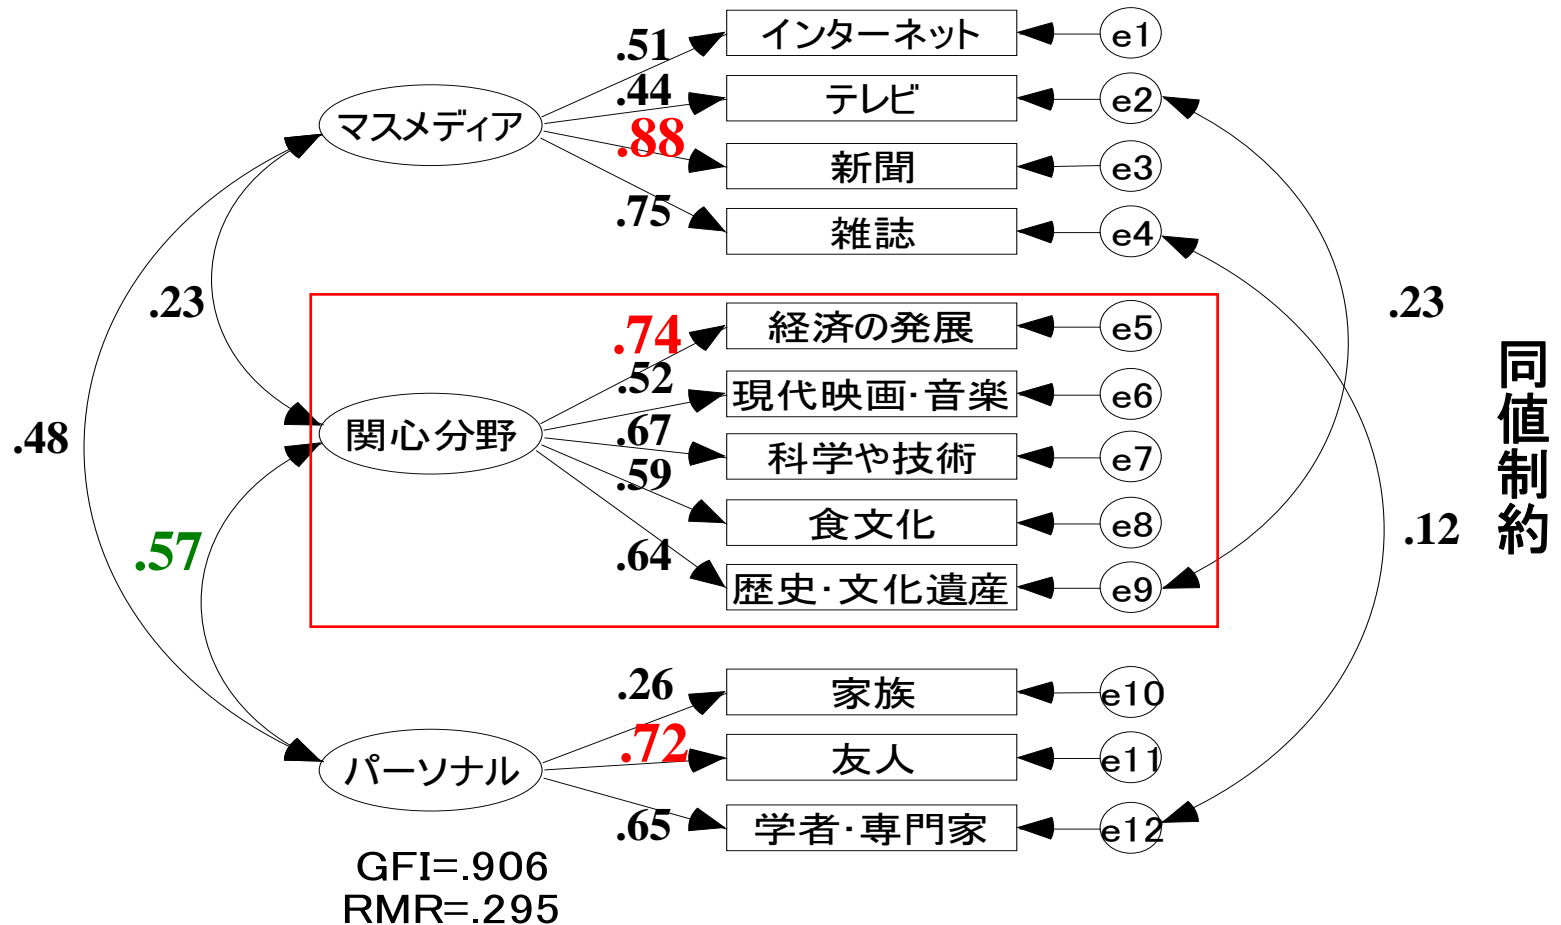 インターネット
e1
.51
テレビ
e2
.44
マスメディア
.88
新聞
e3
.75
雑誌
e4
.23
.23
経済の発展
e5
.74
現代映画・音楽
e6
.52
関心分野
.67
科学や技術
e7
.59
食文化
e8
.64
歴史・文化遺産
e9
.48
.57
.12
同値制約
家族
e10
.26
友人
e11
.72
パーソナル
学者・専門家
e12
.65
GFI=.906
RMR=.295